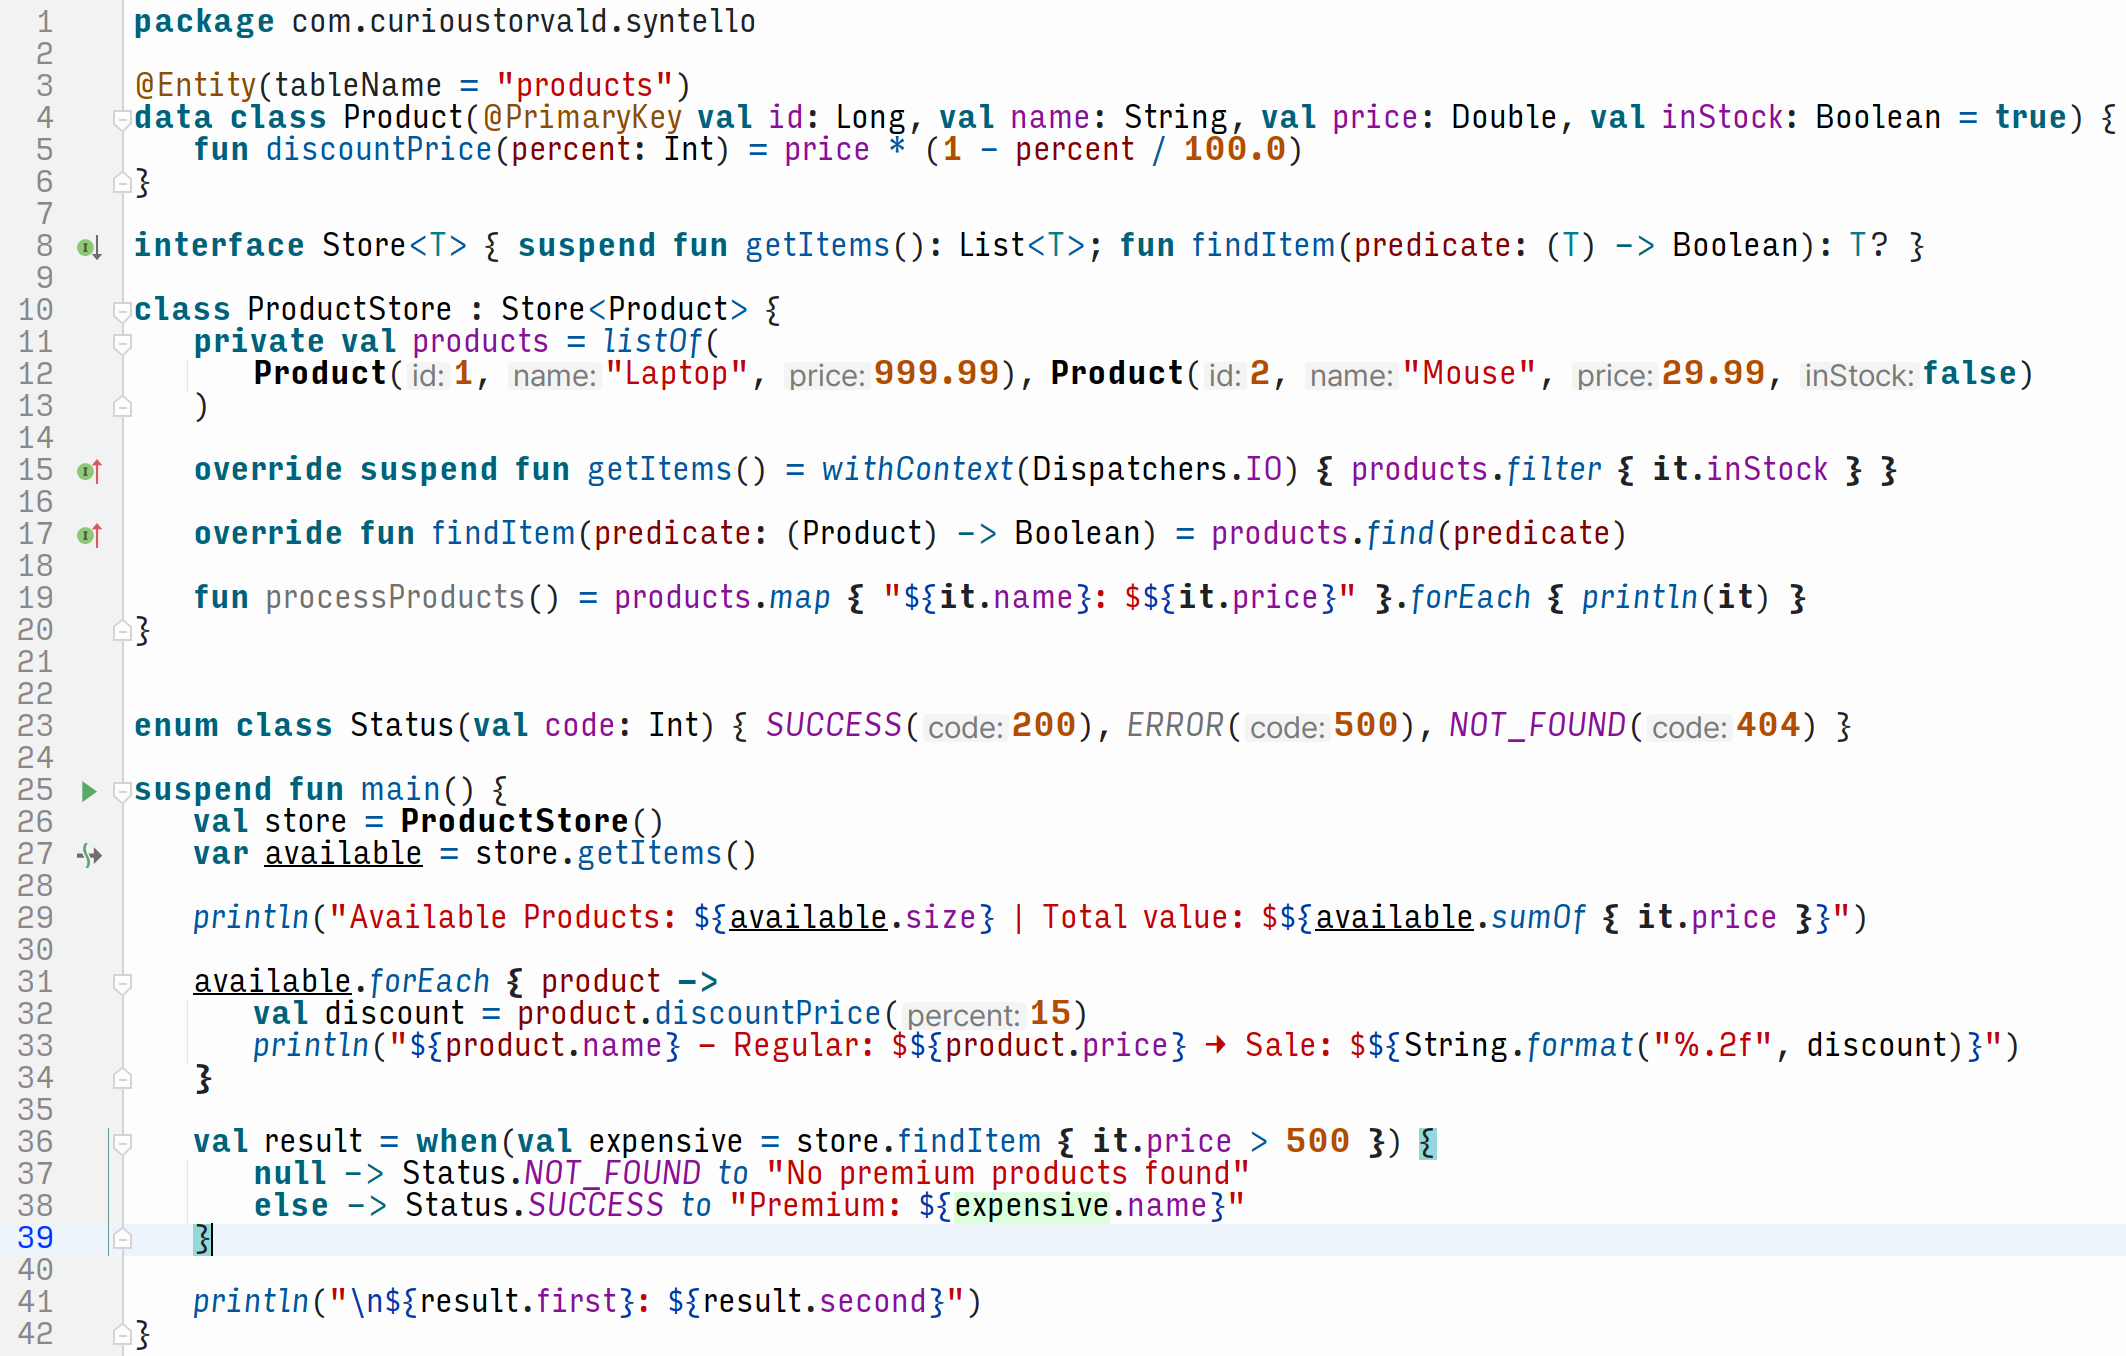 1 package com.curioustorvald.syntello
2
3 @Entity(tableName = "products")
4 data class Product(@PrimaryKey val id: Long, val name: String, val price: Double, val inStock: Boolean = true) {
5     fun discountPrice(percent: Int) = price * (1 - percent / 100.0)
6 }
7
8 interface Store<T> { suspend fun getItems(): List<T>; fun findItem(predicate: (T) -> Boolean): T? }
9
10 class ProductStore : Store<Product> {
11     private val products = listOf(
12         Product( id: 1, name: "Laptop", price: 999.99), Product( id: 2, name: "Mouse", price: 29.99, inStock: false)
13     )
14
15     override suspend fun getItems() = withContext(Dispatchers.IO) { products.filter { it.inStock } }
16
17     override fun findItem(predicate: (Product) -> Boolean) = products.find(predicate)
18
19     fun processProducts() = products.map { "${it.name}: $${it.price}" }.forEach { println(it) }
20 }
21
22
23 enum class Status(val code: Int) { SUCCESS( code: 200), ERROR( code: 500), NOT_FOUND( code: 404) }
24
25 suspend fun main() {
26     val store = ProductStore()
27     var available = store.getItems()
28
29     println("Available Products: ${available.size} | Total value: $${available.sumOf { it.price }}")
30
31     available.forEach { product ->
32         val discount = product.discountPrice( percent: 15)
33         println("${product.name} - Regular: $${product.price} → Sale: $${String.format("%.2f", discount)}")
34     }
35
36     val result = when(val expensive = store.findItem { it.price > 500 }) {
37         null -> Status.NOT_FOUND to "No premium products found"
38         else -> Status.SUCCESS to "Premium: ${expensive.name}"
39     }
40
41     println("\n${result.first}: ${result.second}")
42 }